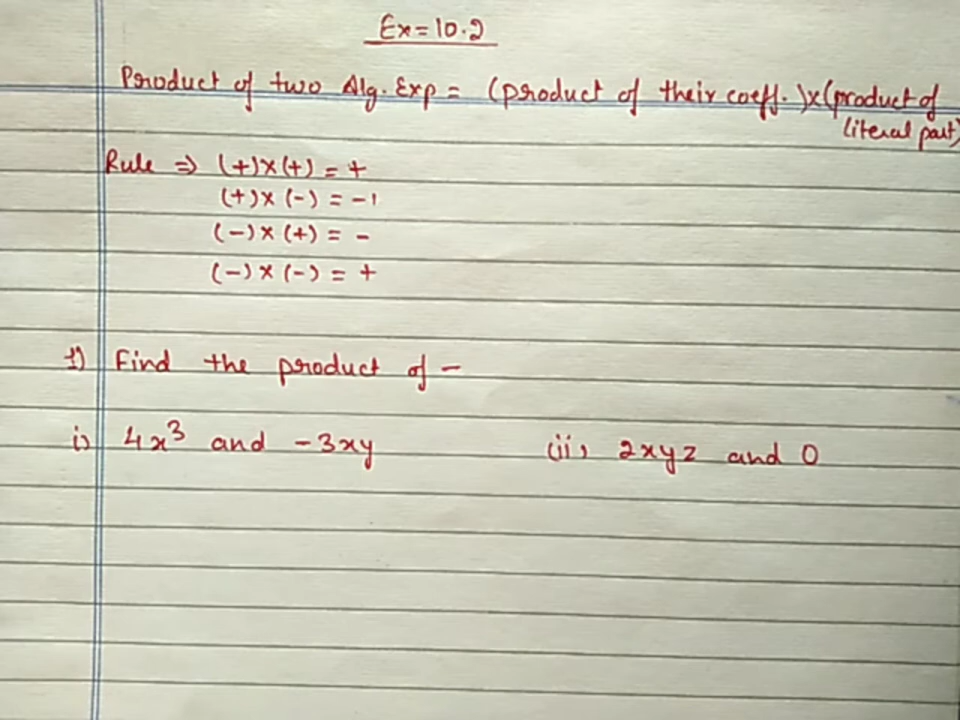 Ex = 10.2
Product of two Alg. Exp = (product of their coeff.) x (product of
literal part)
Rule ⇒ (+) x (+) = +
(+) x (-) = -1
(-) x (+) = -
(-) x (-) = +
1) Find the product of -
i) 4x³ and -3xy (ii) 2xyz and 0